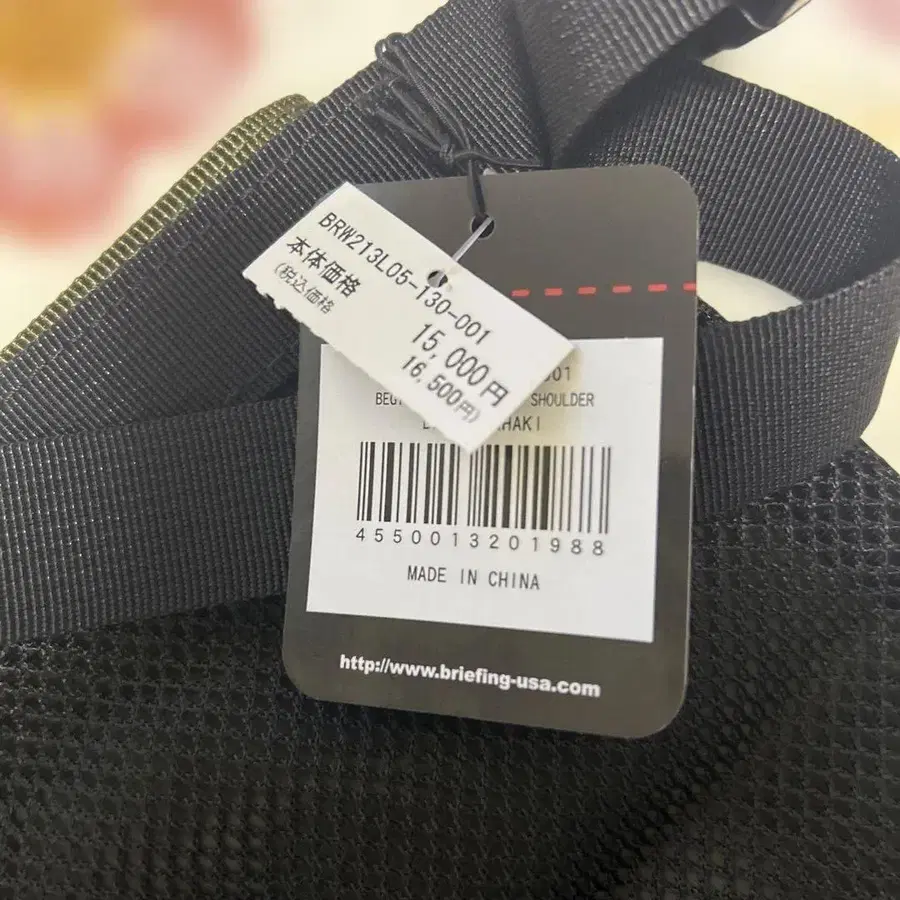 BRW213L05-130-001
本体価格
15,000円
(税込価格
16,500円)
001
SHOULDER
4550013201988
MADE IN CHINA
http://www.briefing-usa.com